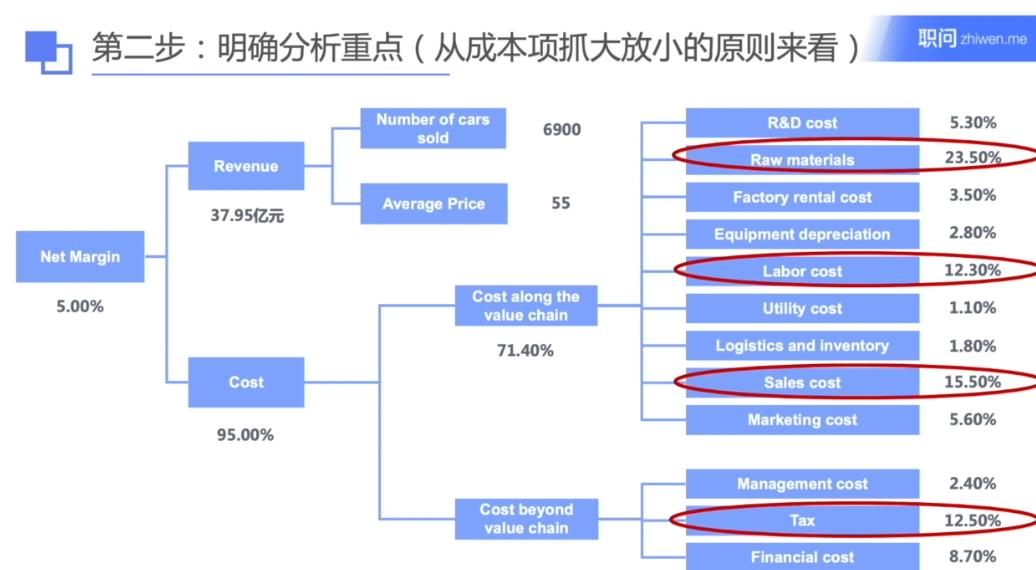 第二步：明确分析重点（从成本项抓大放小的原则来看）
职问 zhiwen.me
Net Margin
5.00%
Revenue
37.95亿元
Number of cars
sold
6900
Average Price
55
Cost
95.00%
Cost along the
value chain
71.40%
R&D cost 5.30%
Raw materials 23.50%
Factory rental cost 3.50%
Equipment depreciation 2.80%
Labor cost 12.30%
Utility cost 1.10%
Logistics and inventory 1.80%
Sales cost 15.50%
Marketing cost 5.60%
Cost beyond
value chain
Management cost 2.40%
Tax 12.50%
Financial cost 8.70%